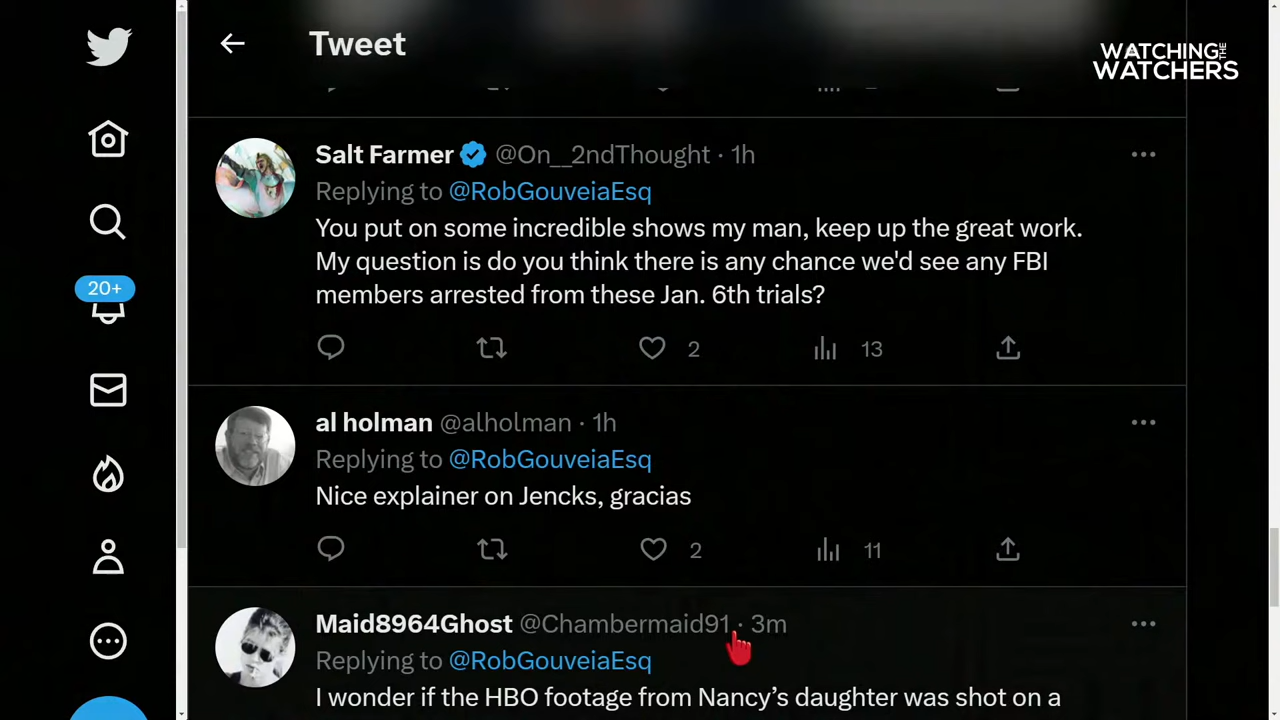 Tweet
WATCHING THE
WATCHERS
Salt Farmer @On__2ndThought · 1h
Replying to @RobGouveiaEsq
You put on some incredible shows my man, keep up the great work.
My question is do you think there is any chance we'd see any FBI
members arrested from these Jan. 6th trials?
2 13
20+
al holman @alholman · 1h
Replying to @RobGouveiaEsq
Nice explainer on Jencks, gracias
2 11
Maid8964Ghost @Chambermaid91 · 3m
Replying to @RobGouveiaEsq
I wonder if the HBO footage from Nancy’s daughter was shot on a